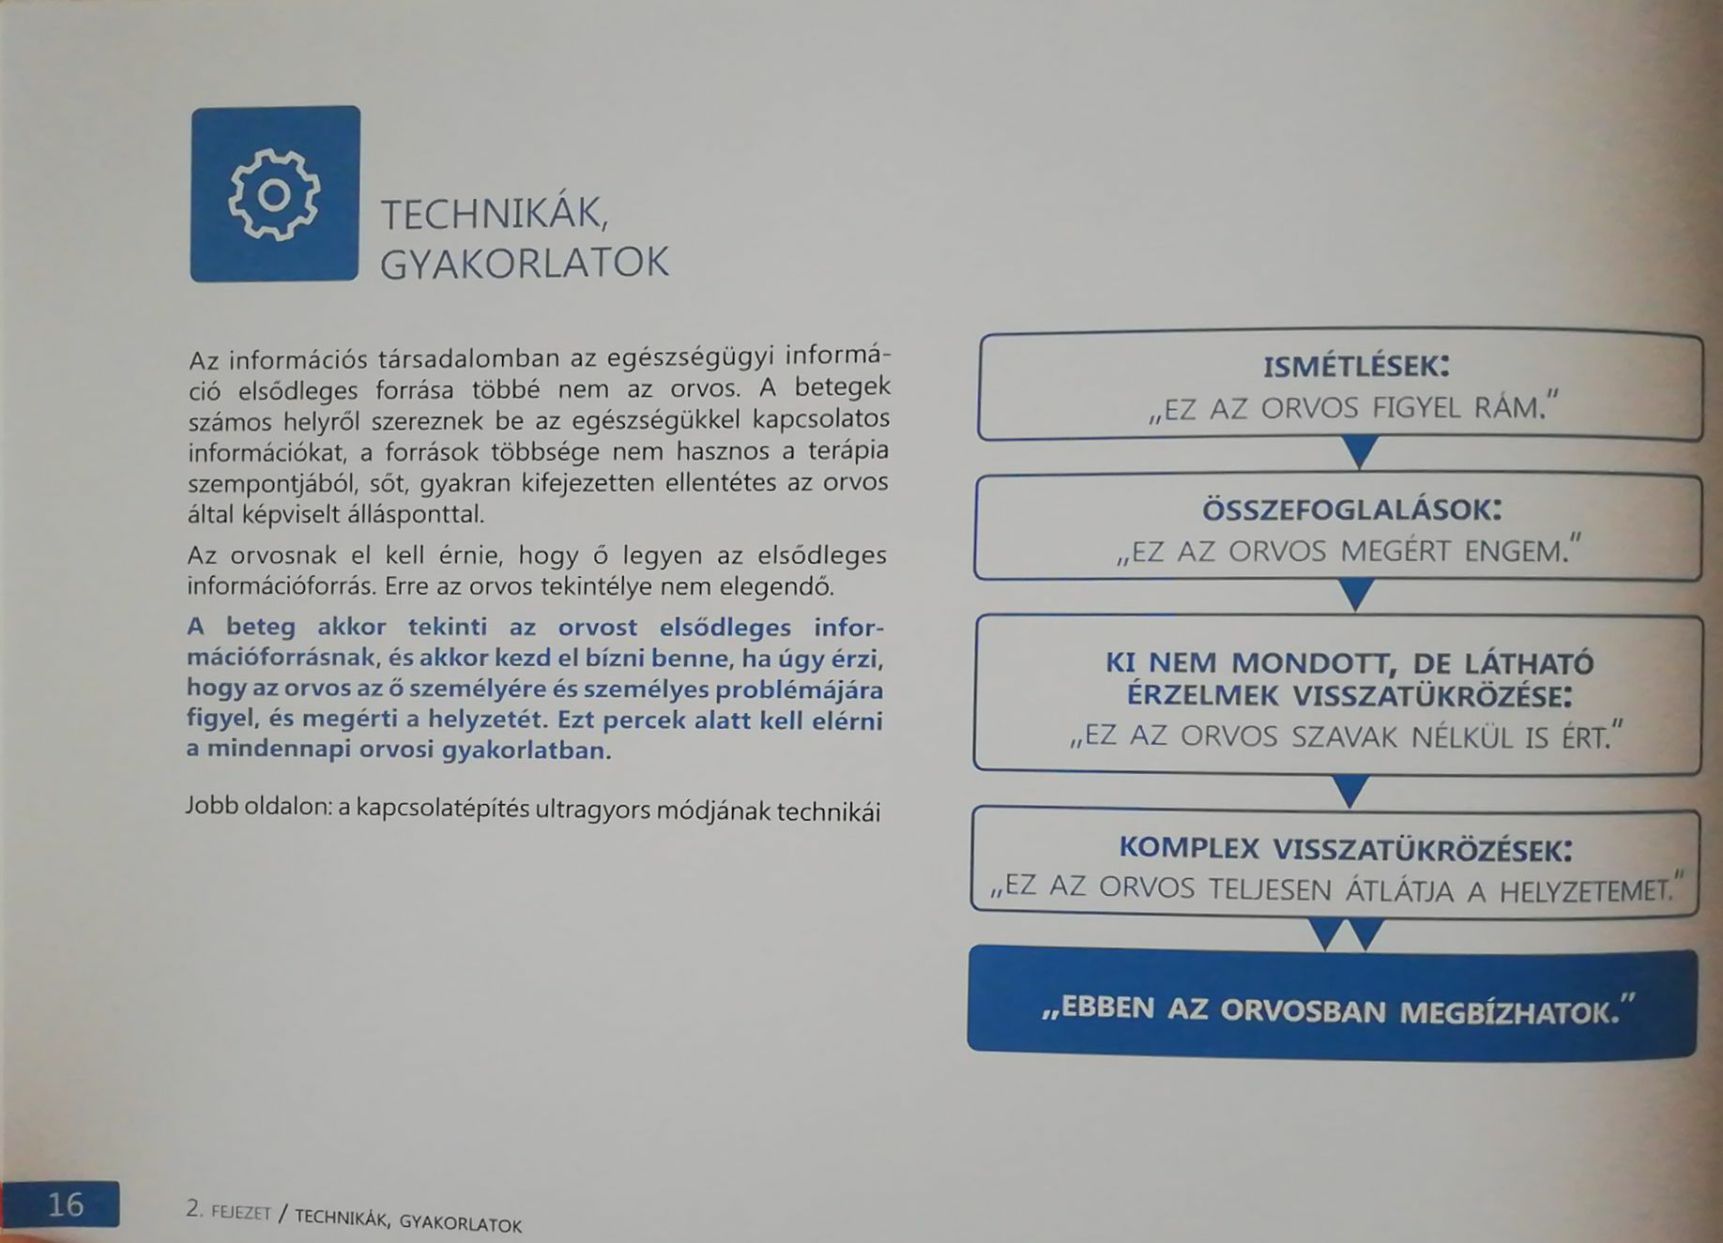 TECHNIKÁK,
GYAKORLATOK
Az információs társadalomban az egészségügyi informá-
ció elsődleges forrása többé nem az orvos. A betegek
számos helyről szereznek be az egészségükkel kapcsolatos
információkat, a források többsége nem hasznos a terápia
szempontjából, sőt, gyakran kifejezetten ellentétes az orvos
által képviselt állásponttal.
Az orvosnak el kell érnie, hogy ő legyen az elsődleges
információforrás. Erre az orvos tekintélye nem elegendő.
A beteg akkor tekinti az orvost elsődleges infor-
mációforrásnak, és akkor kezd el bízni benne, ha úgy érzi,
hogy az orvos az ő személyére és személyes problémájára
figyel, és megérti a helyzetét. Ezt percek alatt kell elérni
a mindennapi orvosi gyakorlatban.
Jobb oldalon: a kapcsolatépítés ultragyors módjának technikái
ISMÉTLÉSEK:
„EZ AZ ORVOS FIGYEL RÁM."
ÖSSZEFOGLALÁSOK:
„EZ AZ ORVOS MEGÉRT ENGEM."
KI NEM MONDOTT, DE LÁTHATÓ
ÉRZELMEK VISSZATÜKRÖZÉSE:
„EZ AZ ORVOS SZAVAK NÉLKÜL IS ÉRT."
KOMPLEX VISSZATÜKRÖZÉSEK:
„EZ AZ ORVOS TELJESEN ÁTLÁTJA A HELYZETEMET."
„EBBEN AZ ORVOSBAN MEGBÍZHATOK."
16
2. FEJEZET / TECHNIKÁK, GYAKORLATOK